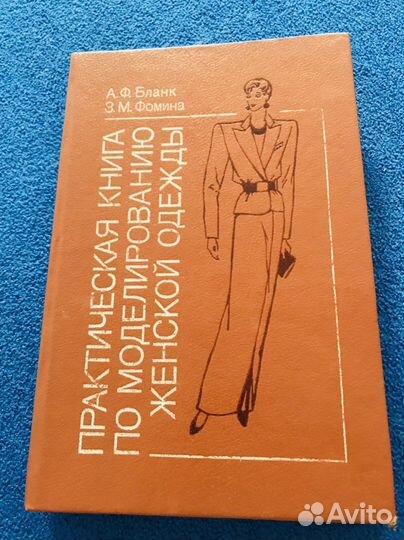 А.Ф. Бланк
З.М. Фомина
ПРАКТИЧЕСКАЯ КНИГА
ПО МОДЕЛИРОВАНИЮ
ЖЕНСКОЙ ОДЕЖДЫ
Avito